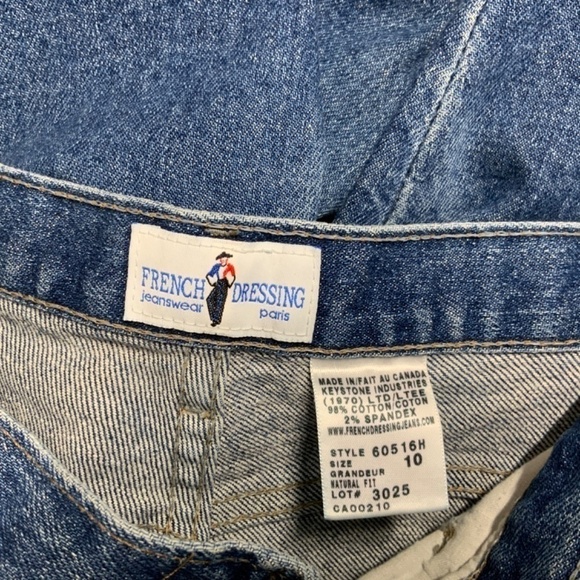 FRENCH DRESSING
jeanswear paris
MADE IN/FAIT AU CANADA
KEYSTONE INDUSTRIES
(1970) LTD/LTEE
98% COTTON/COTON
2% SPANDEX
WWW.FRENCHDRESSINGJEANS.COM
STYLE 60516H
SIZE 10
GRANDEUR
NATURAL FIT
LOT# 3025
CA00210